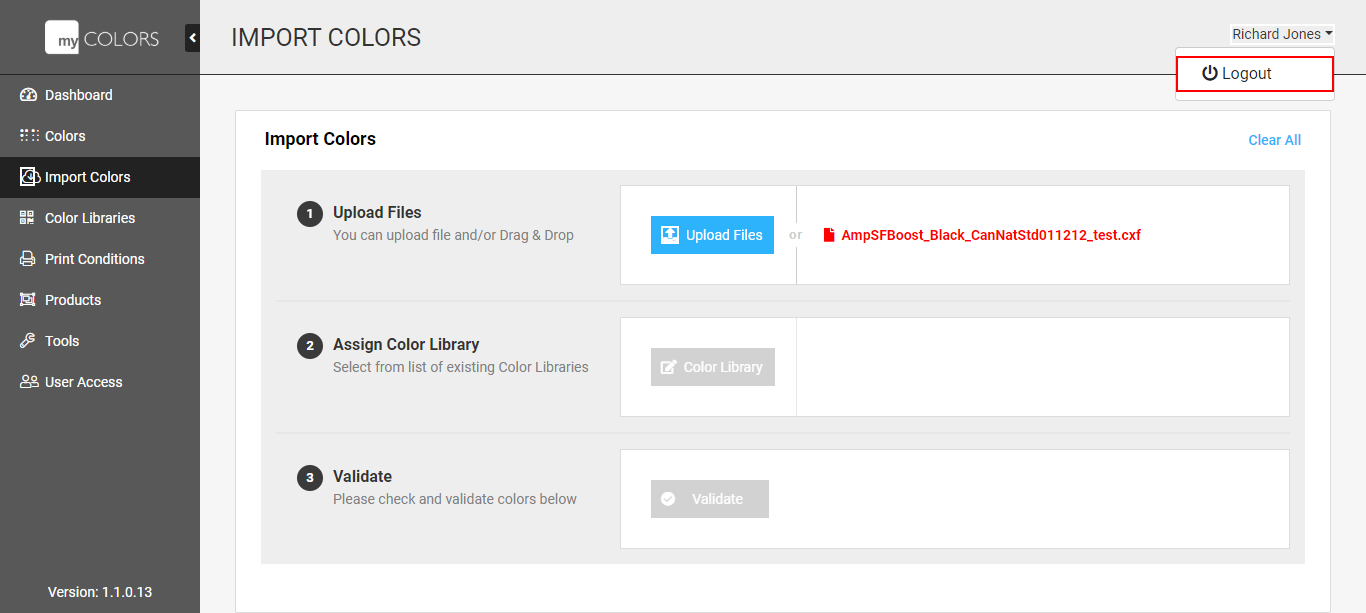 my COLORS
IMPORT COLORS
Richard Jones
Logout
Dashboard
Colors
Import Colors
Color Libraries
Print Conditions
Products
Tools
User Access
Version: 1.1.0.13
Import Colors
Clear All
1 Upload Files
You can upload file and/or Drag & Drop
Upload Files or AmpSFBoost_Black_CanNatStd011212_test.cxf
2 Assign Color Library
Select from list of existing Color Libraries
Color Library
3 Validate
Please check and validate colors below
Validate